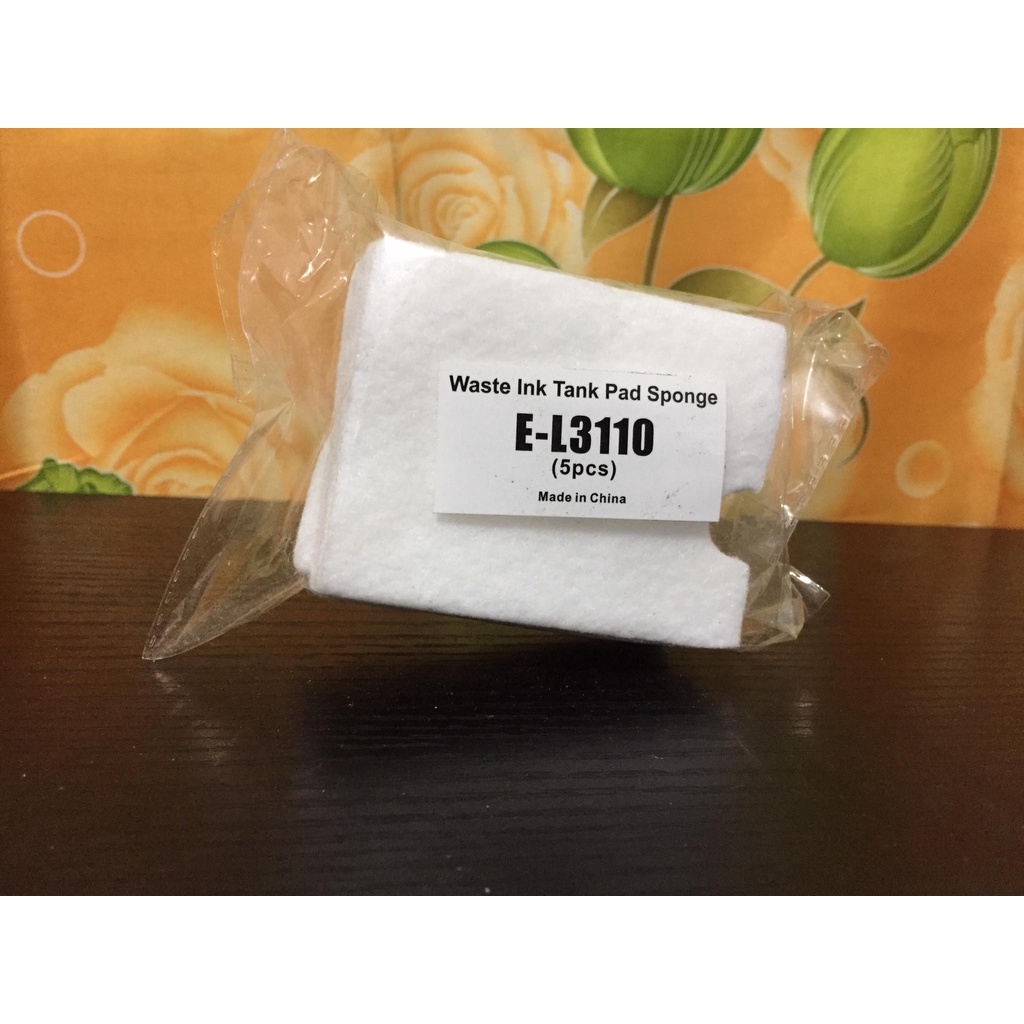 Waste Ink Tank Pad Sponge
E-L3110
(5pcs)
Made in China